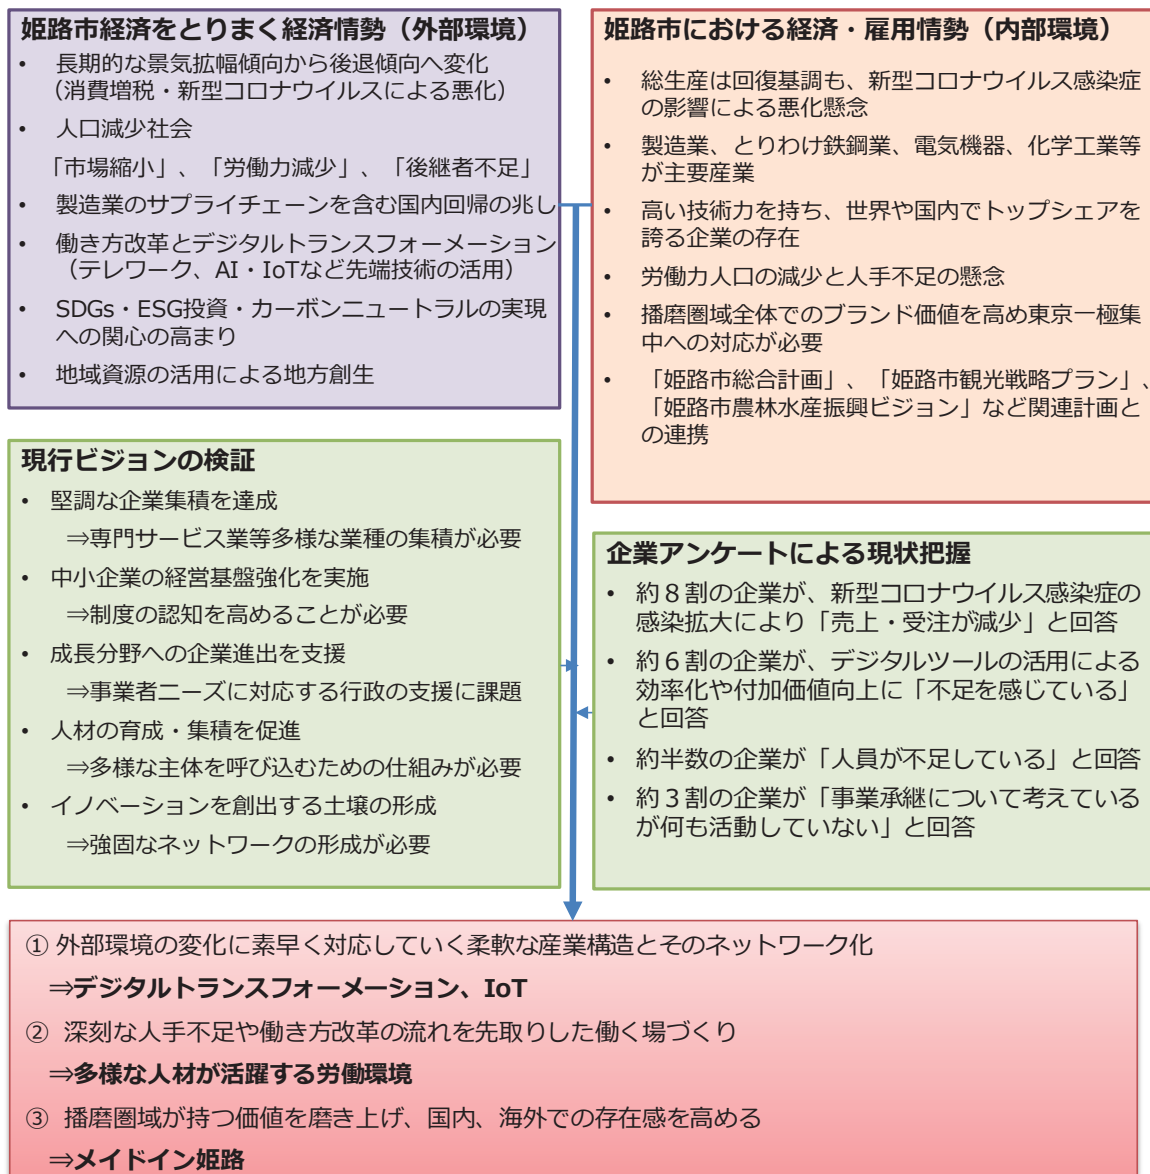 姫路市経済をとりまく経済情勢（外部環境）
• 長期的な景気拡幅傾向から後退傾向へ変化
（消費増税・新型コロナウイルスによる悪化）
• 人口減少社会
「市場縮小」、「労働力減少」、「後継者不足」
• 製造業のサプライチェーンを含む国内回帰の兆し
• 働き方改革とデジタルトランスフォーメーション
（テレワーク、AI・IoTなど先端技術の活用）
• SDGs・ESG投資・カーボンニュートラルの実現
への関心の高まり
• 地域資源の活用による地方創生
姫路市における経済・雇用情勢（内部環境）
• 総生産は回復基調も、新型コロナウイルス感染症
の影響による悪化懸念
• 製造業、とりわけ鉄鋼業、電気機器、化学工業等
が主要産業
• 高い技術力を持ち、世界や国内でトップシェアを
誇る企業の存在
• 労働力人口の減少と人手不足の懸念
• 播磨圏域全体でのブランド価値を高め東京一極集
中への対応が必要
• 「姫路市総合計画」、「姫路市観光戦略プラン」、
「姫路市農林水産振興ビジョン」など関連計画と
の連携
現行ビジョンの検証
• 堅調な企業集積を達成
⇒専門サービス業等多様な業種の集積が必要
• 中小企業の経営基盤強化を実施
⇒制度の認知を高めることが必要
• 成長分野への企業進出を支援
⇒事業者ニーズに対応する行政の支援に課題
• 人材の育成・集積を促進
⇒多様な主体を呼び込むための仕組みが必要
• イノベーションを創出する土壌の形成
⇒強固なネットワークの形成が必要
企業アンケートによる現状把握
• 約８割の企業が、新型コロナウイルス感染症の
感染拡大により「売上・受注が減少」と回答
• 約６割の企業が、デジタルツールの活用による
効率化や付加価値向上に「不足を感じている」
と回答
• 約半数の企業が「人員が不足している」と回答
• 約３割の企業が「事業承継について考えている
が何も活動していない」と回答
① 外部環境の変化に素早く対応していく柔軟な産業構造とそのネットワーク化
⇒デジタルトランスフォーメーション、IoT
② 深刻な人手不足や働き方改革の流れを先取りした働く場づくり
⇒多様な人材が活躍する労働環境
③ 播磨圏域が持つ価値を磨き上げ、国内、海外での存在感を高める
⇒メイドイン姫路